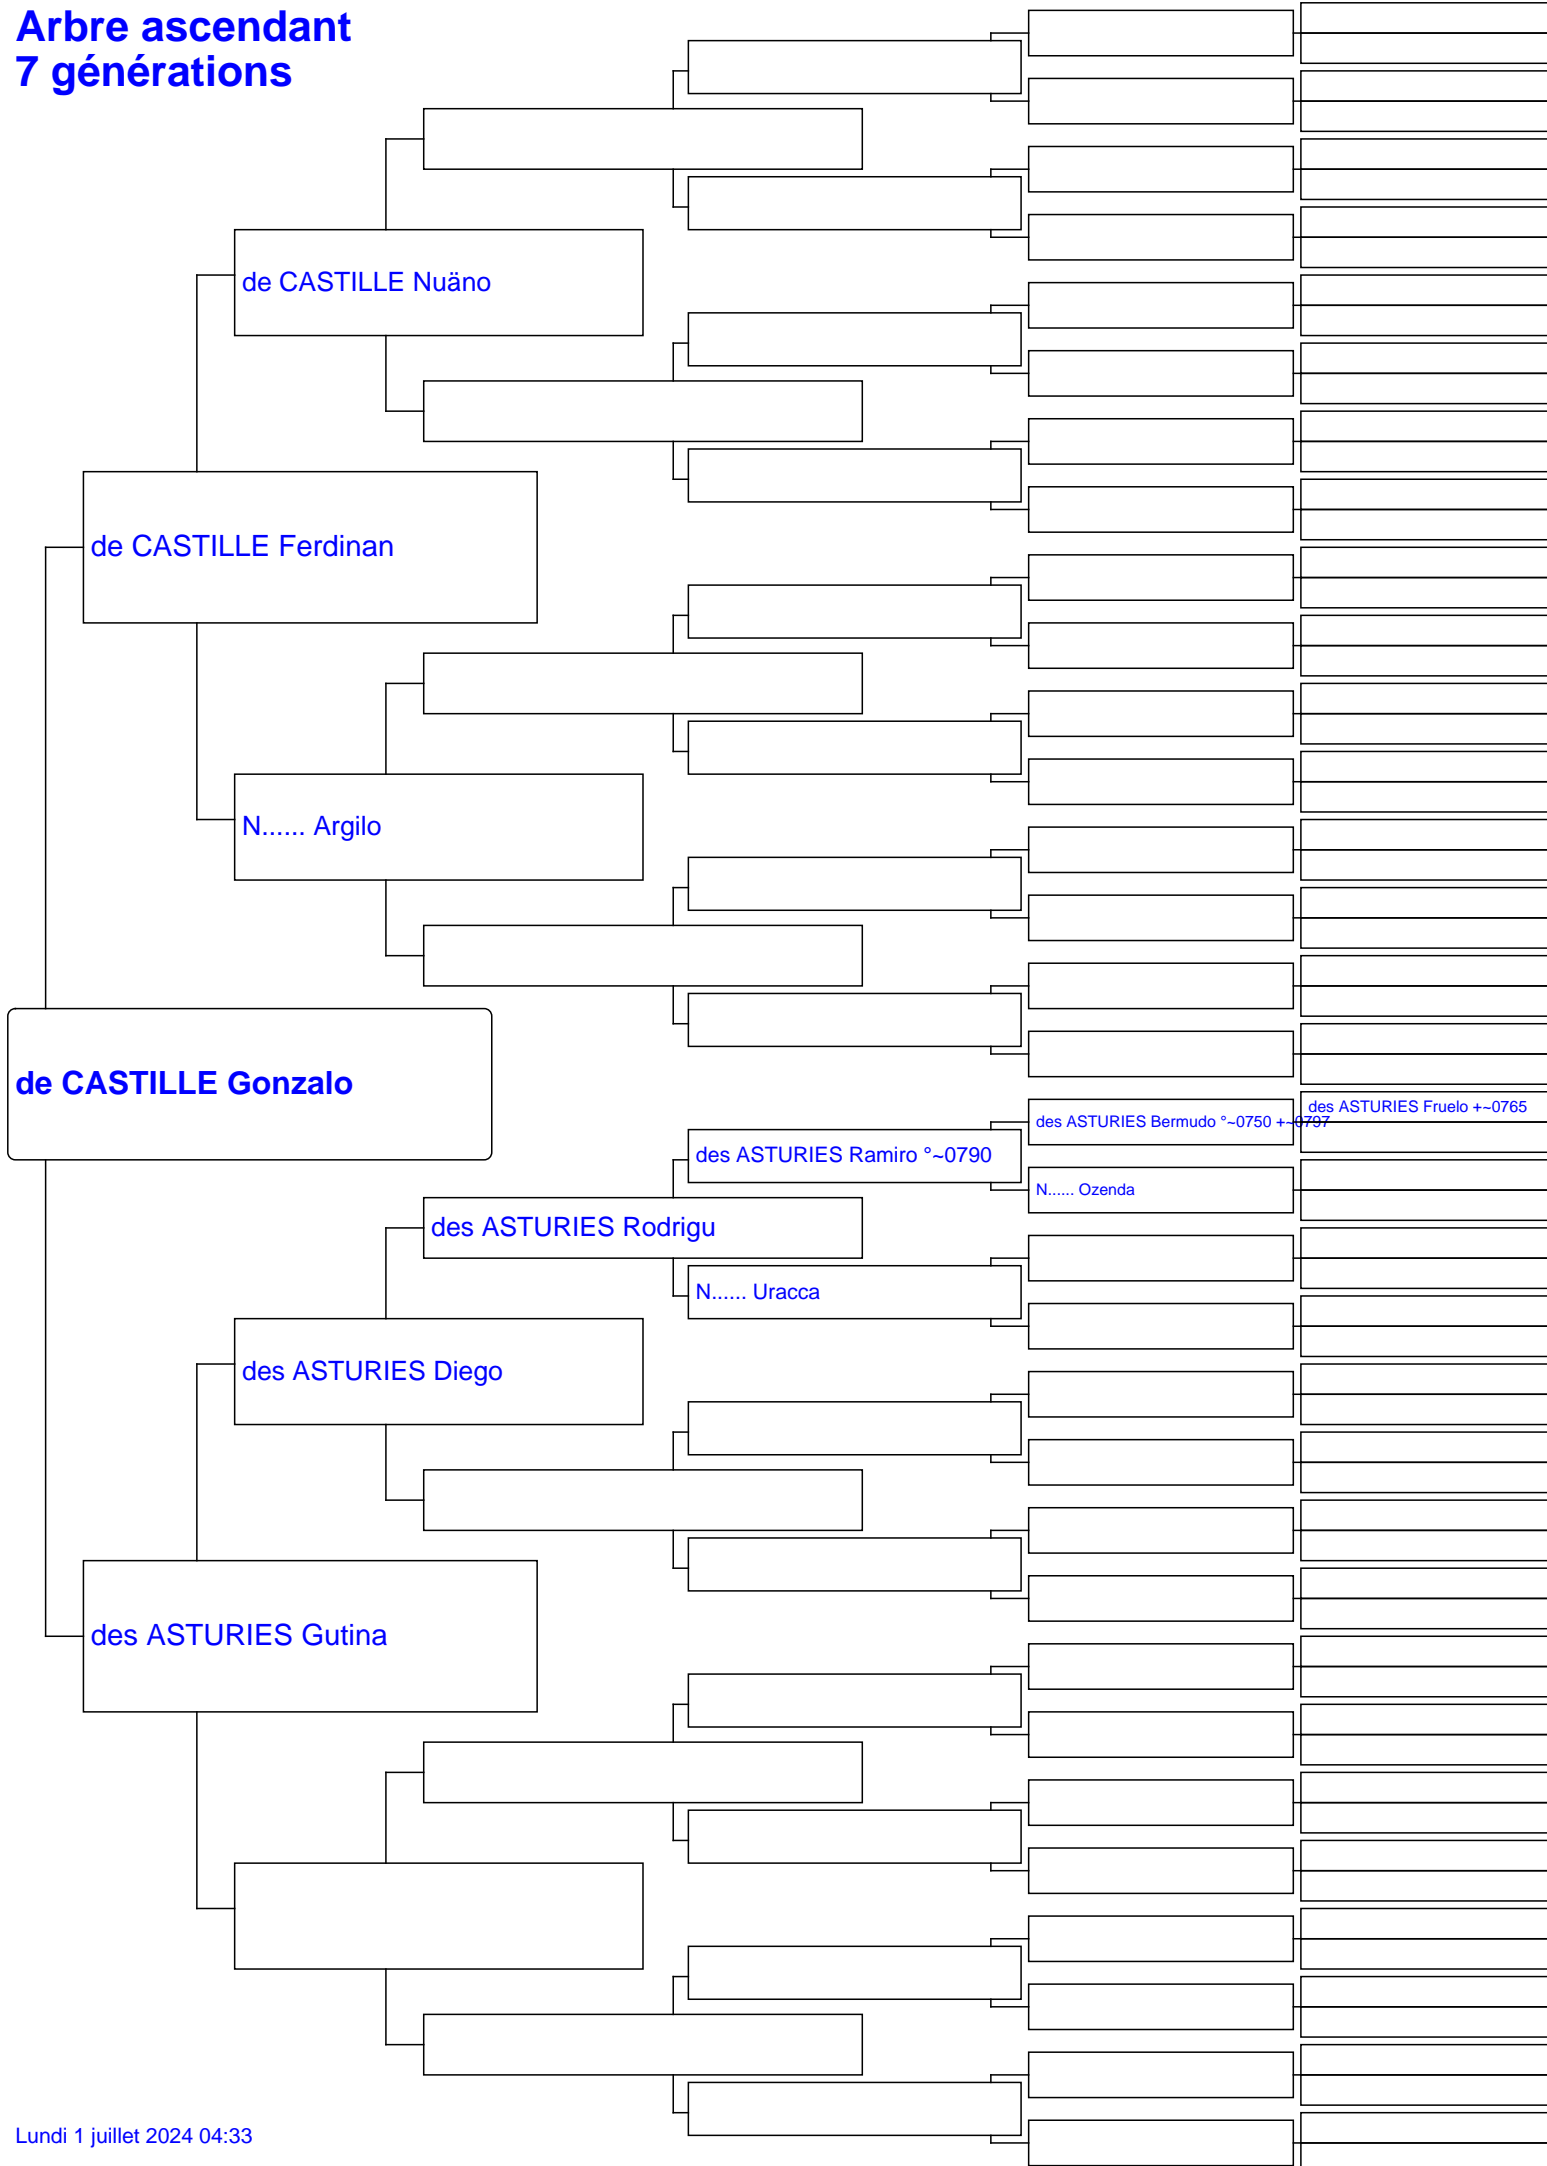 Arbre ascendant
7 générations
de CASTILLE Nuäno
de CASTILLE Ferdinan
N...... Argilo
de CASTILLE Gonzalo
des ASTURIES Fruelo +~0765
des ASTURIES Bermudo °~0750 +~0797
des ASTURIES Ramiro °~0790
N...... Ozenda
des ASTURIES Rodrigu
N...... Uracca
des ASTURIES Diego
des ASTURIES Gutina
Lundi 1 juillet 2024 04:33